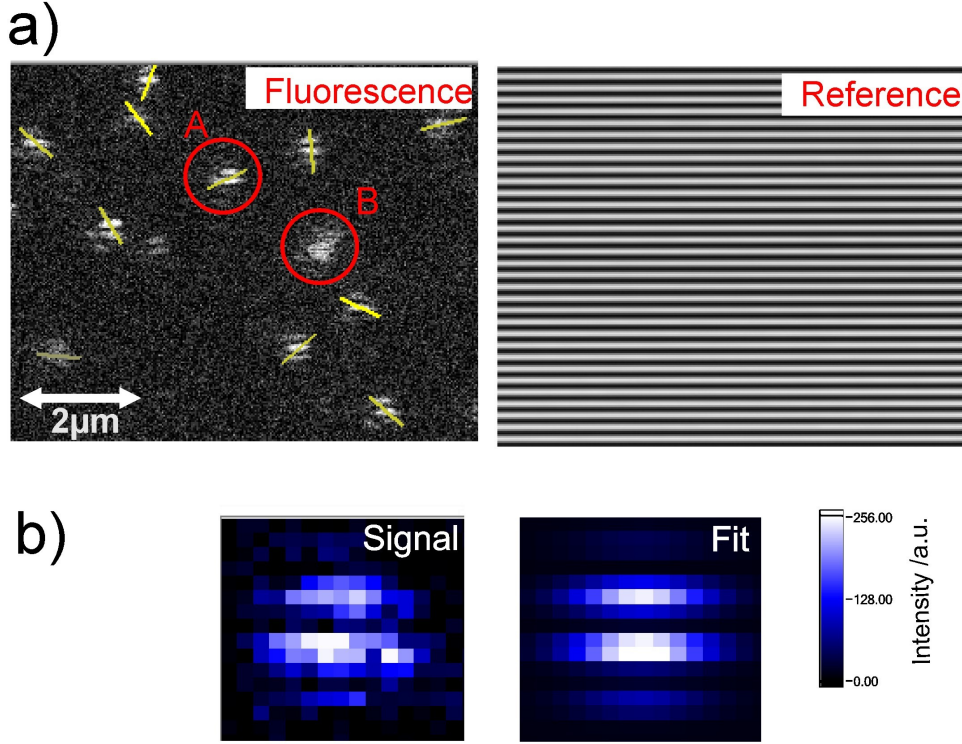 a)
Fluorescence
Reference
A
B
2µm
b)
Signal
Fit
256.00
128.00
0.00
Intensity /a.u.